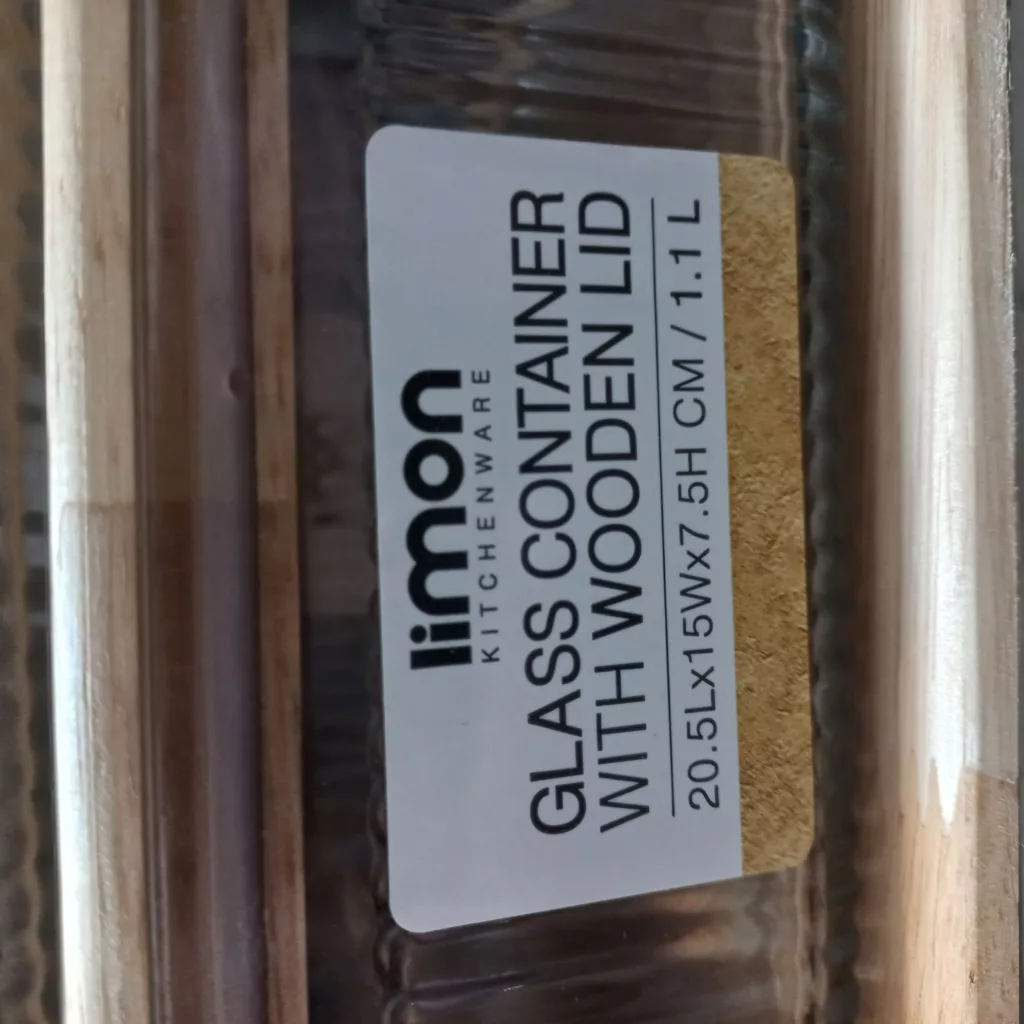 limon
KITCHENWARE
GLASS CONTAINER
WITH WOODEN LID
20.5Lx15Wx7.5H CM / 1.1 L